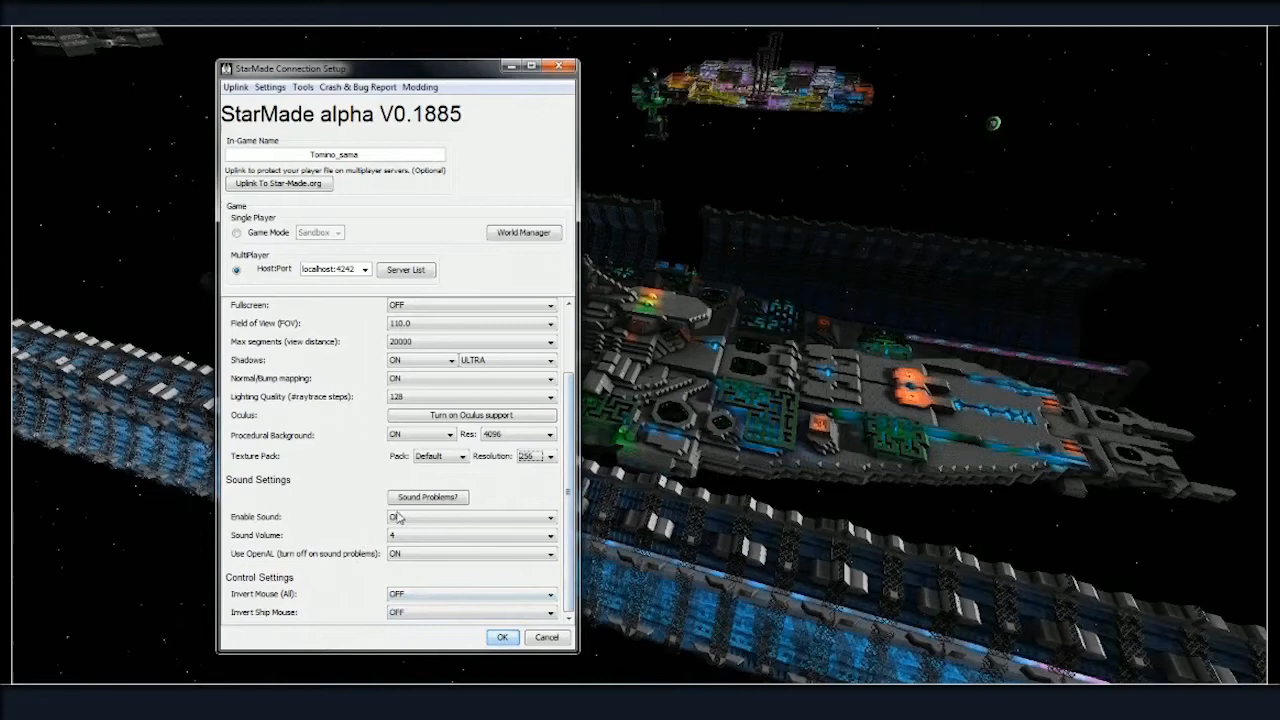 StarMade Connection Setup
Uplink Settings Tools Crash & Bug Report Modding
StarMade alpha V0.1885
In-Game Name
Tomino_sama
Uplink to protect your player file on multiplayer servers. (Optional)
Uplink To Star-Made.org
Game
Single Player
Game Mode Sandbox World Manager
MultiPlayer
Host:Port localhost:4242 Server List
Fullscreen: OFF
Field of View (FOV): 110.0
Max segments (view distance): 20000
Shadows: ON ULTRA
Normal/Bump mapping: ON
Lighting Quality (#raytrace steps): 128
Oculus: Turn on Oculus support
Procedural Background: ON Res: 4096
Texture Pack: Pack: Default Resolution: 256
Sound Settings
Sound Problems?
Enable Sound:
Sound Volume: 4
Use OpenAL (turn off on sound problems): ON
Control Settings
Invert Mouse (All): OFF
Invert Ship Mouse: OFF
OK Cancel